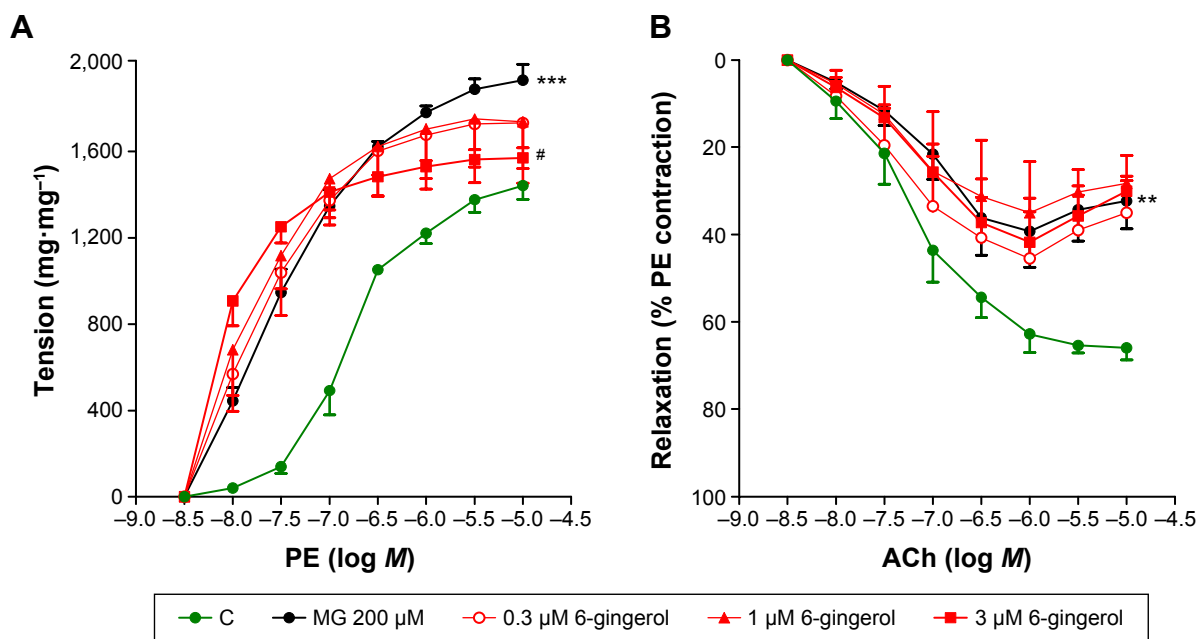 A
B
2,000
1,600
1,200
800
400
0
Tension (mg·mg⁻¹)
***
#
–9.0 –8.5 –8.0 –7.5 –7.0 –6.5 –6.0 –5.5 –5.0 –4.5
PE (log M)
0
20
40
60
80
100
Relaxation (% PE contraction)
**
–9.0 –8.5 –8.0 –7.5 –7.0 –6.5 –6.0 –5.5 –5.0 –4.5
ACh (log M)
C MG 200 µM 0.3 µM 6-gingerol 1 µM 6-gingerol 3 µM 6-gingerol